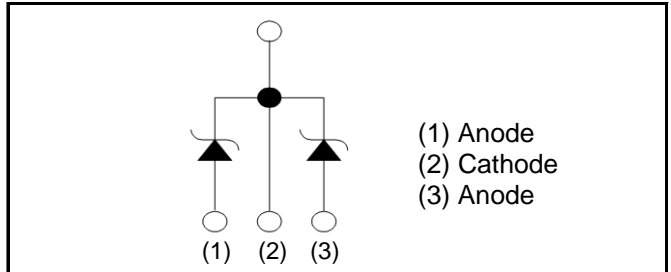 (1) Anode
(2) Cathode
(3) Anode
(1) (2) (3)